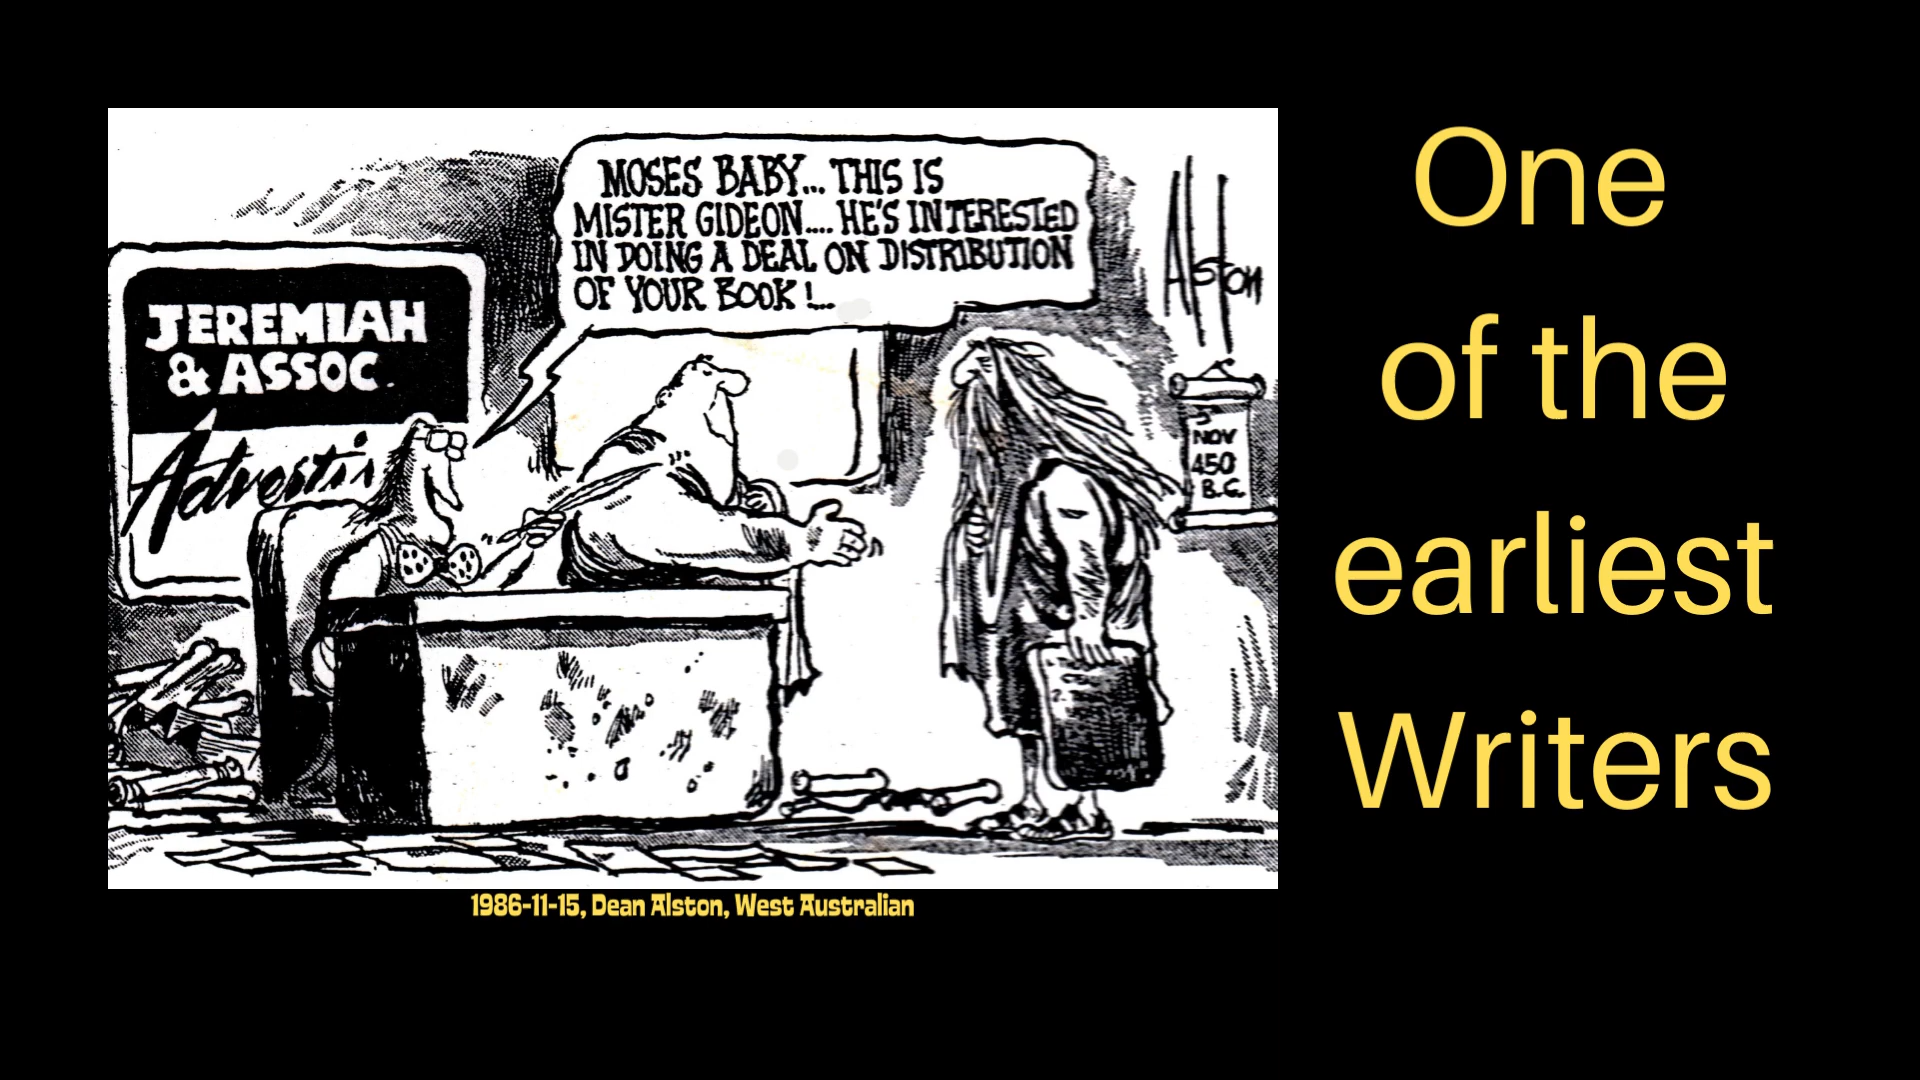 MOSES BABY... THIS IS
MISTER GIDEON.... HE'S INTERESTED
IN DOING A DEAL ON DISTRIBUTION
OF YOUR BOOK!...
Alston
JEREMIAH
& ASSOC.
Advertis
5
NOV
450
B.C.
1986-11-15, Dean Alston, West Australian
One
of the
earliest
Writers